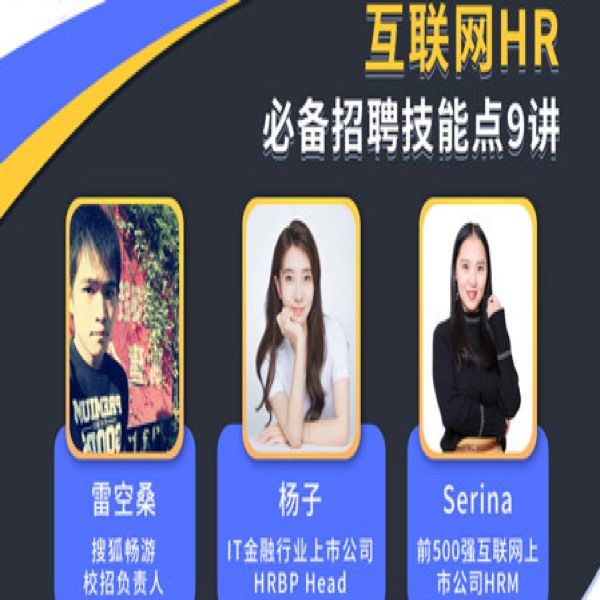 互联网HR
必备招聘技能点9讲
PREMIUM
GOODS
雷空桑
搜狐畅游
校招负责人
杨子
IT金融行业上市公司
HRBP Head
Serina
前500强互联网上
市公司HRM